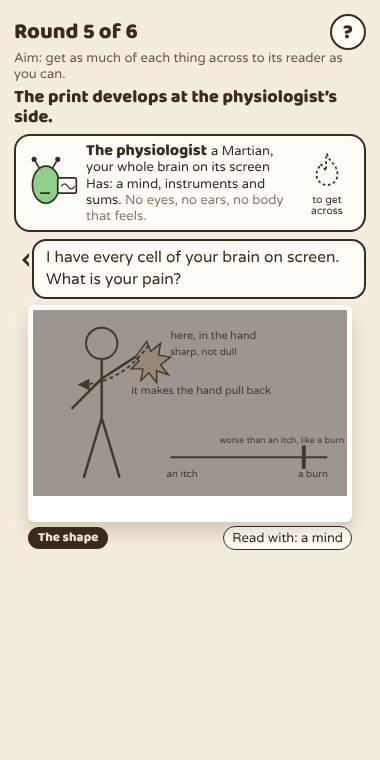 Round 5 of 6
?
Aim: get as much of each thing across to its reader as
you can.
The print develops at the physiologist's
side.
The physiologist a Martian,
your whole brain on its screen
Has: a mind, instruments and
sums. No eyes, no ears, no body
that feels.
to get
across
I have every cell of your brain on screen.
What is your pain?
here, in the hand
sharp, not dull
it makes the hand pull back
worse than an itch, like a burn
an itch
a burn
The shape
Read with: a mind